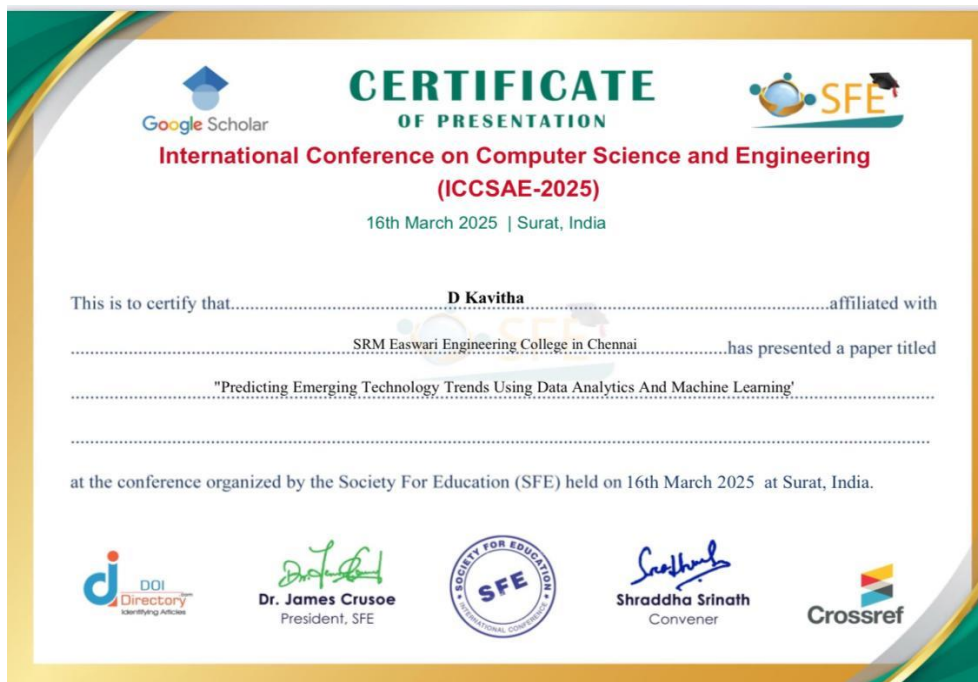 CERTIFICATE
OF PRESENTATION
Google Scholar
SFE
International Conference on Computer Science and Engineering
(ICCSAE-2025)
16th March 2025 | Surat, India
This is to certify that D Kavitha affiliated with
SFE
SRM Easwari Engineering College in Chennai has presented a paper titled
"Predicting Emerging Technology Trends Using Data Analytics And Machine Learning'
at the conference organized by the Society For Education (SFE) held on 16th March 2025 at Surat, India.
DOI
Directory.com
Identifying Articles
Dr. James Crusoe
President, SFE
SOCIETY FOR EDUCATION
SFE
INTERNATIONAL CONFERENCE
Shraddha Srinath
Convener
Crossref